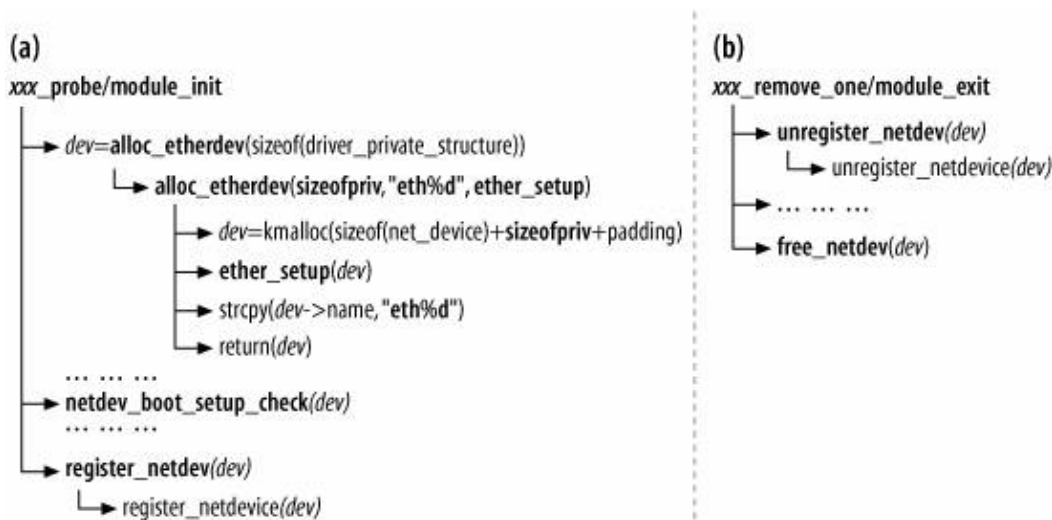 (a)
xxx_probe/module_init
dev=alloc_etherdev(sizeof(driver_private_structure))
alloc_etherdev(sizeofpriv, "eth%d", ether_setup)
dev=kmalloc(sizeof(net_device)+sizeofpriv+padding)
ether_setup(dev)
strcpy(dev->name, "eth%d")
return(dev)
... ... ...
netdev_boot_setup_check(dev)
... ... ...
register_netdev(dev)
register_netdevice(dev)
(b)
xxx_remove_one/module_exit
unregister_netdev(dev)
unregister_netdevice(dev)
... ... ...
free_netdev(dev)